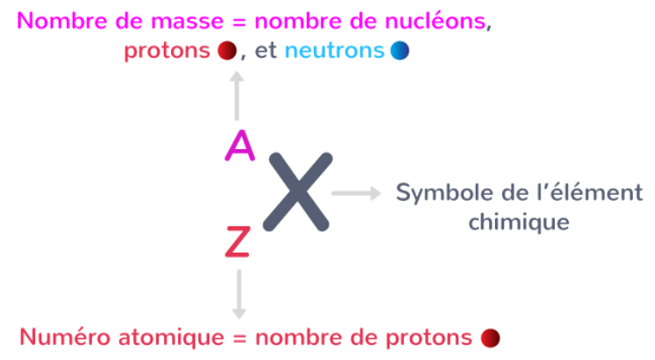 Nombre de masse = nombre de nucléons,
protons , et neutrons
A
X
Symbole de l'élément
chimique
Z
Numéro atomique = nombre de protons